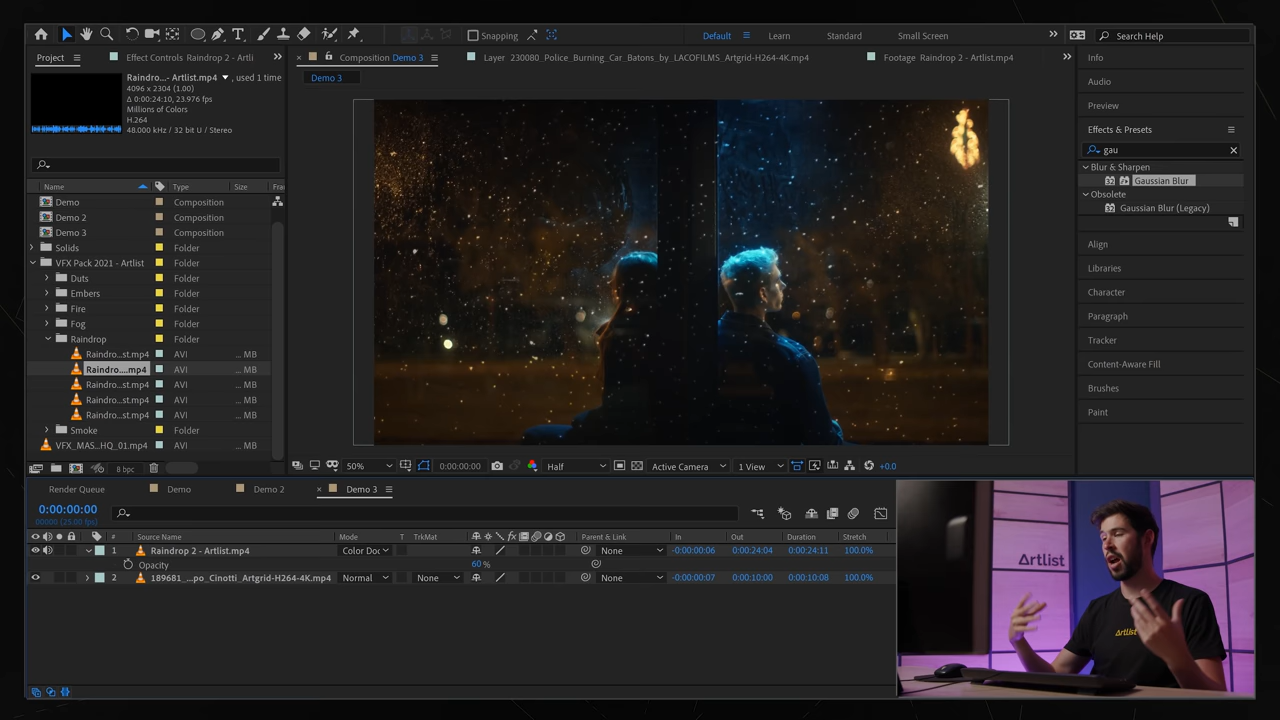 Snapping
Default
Learn
Standard
Small Screen
Search Help
Project
Effect Controls Raindrop 2 - Artli
Composition Demo 3
Layer 230080_Police_Burning_Car_Batons_by_LACOFILMS_Artgrid-H264-4K.mp4
Footage Raindrop 2 - Artlist.mp4
Info
Raindro...- Artlist.mp4 , used 1 time
4096 x 2304 (1.00)
Δ 0:00:24:10, 23.976 fps
Millions of Colors
H.264
48.000 kHz / 32 bit U / Stereo
Demo 3
Audio
Preview
Effects & Presets
gau
Blur & Sharpen
32 Gaussian Blur
Obsolete
32 Gaussian Blur (Legacy)
Name Type Size Fra
Demo Composition
Demo 2 Composition
Demo 3 Composition
Solids Folder
VFX Pack 2021 - Artlist Folder
Duts Folder
Embers Folder
Fire Folder
Fog Folder
Raindrop Folder
Raindro...st.mp4 AVI ... MB
Raindro....mp4 AVI ... MB
Raindro...st.mp4 AVI ... MB
Raindro...st.mp4 AVI ... MB
Raindro...st.mp4 AVI ... MB
Smoke Folder
VFX_MAS...HQ_01.mp4 AVI ... MB
8 bpc
Align
Libraries
Character
Paragraph
Tracker
Content-Aware Fill
Brushes
Paint
50% 0:00:00:00 Half Active Camera 1 View +0.0
Render Queue
Demo
Demo 2
Demo 3
0:00:00:00
00000 (25.00 fps)
# Source Name Mode T TrkMat Parent & Link In Out Duration Stretch
1 Raindrop 2 - Artlist.mp4 Color Doc None -0:00:00:06 0:00:24:04 0:00:24:11 100.0%
Opacity 60 %
2 189681_...po_Cinotti_Artgrid-H264-4K.mp4 Normal None None -0:00:00:07 0:00:10:00 0:00:10:08 100.0%
Artlist
Artlist